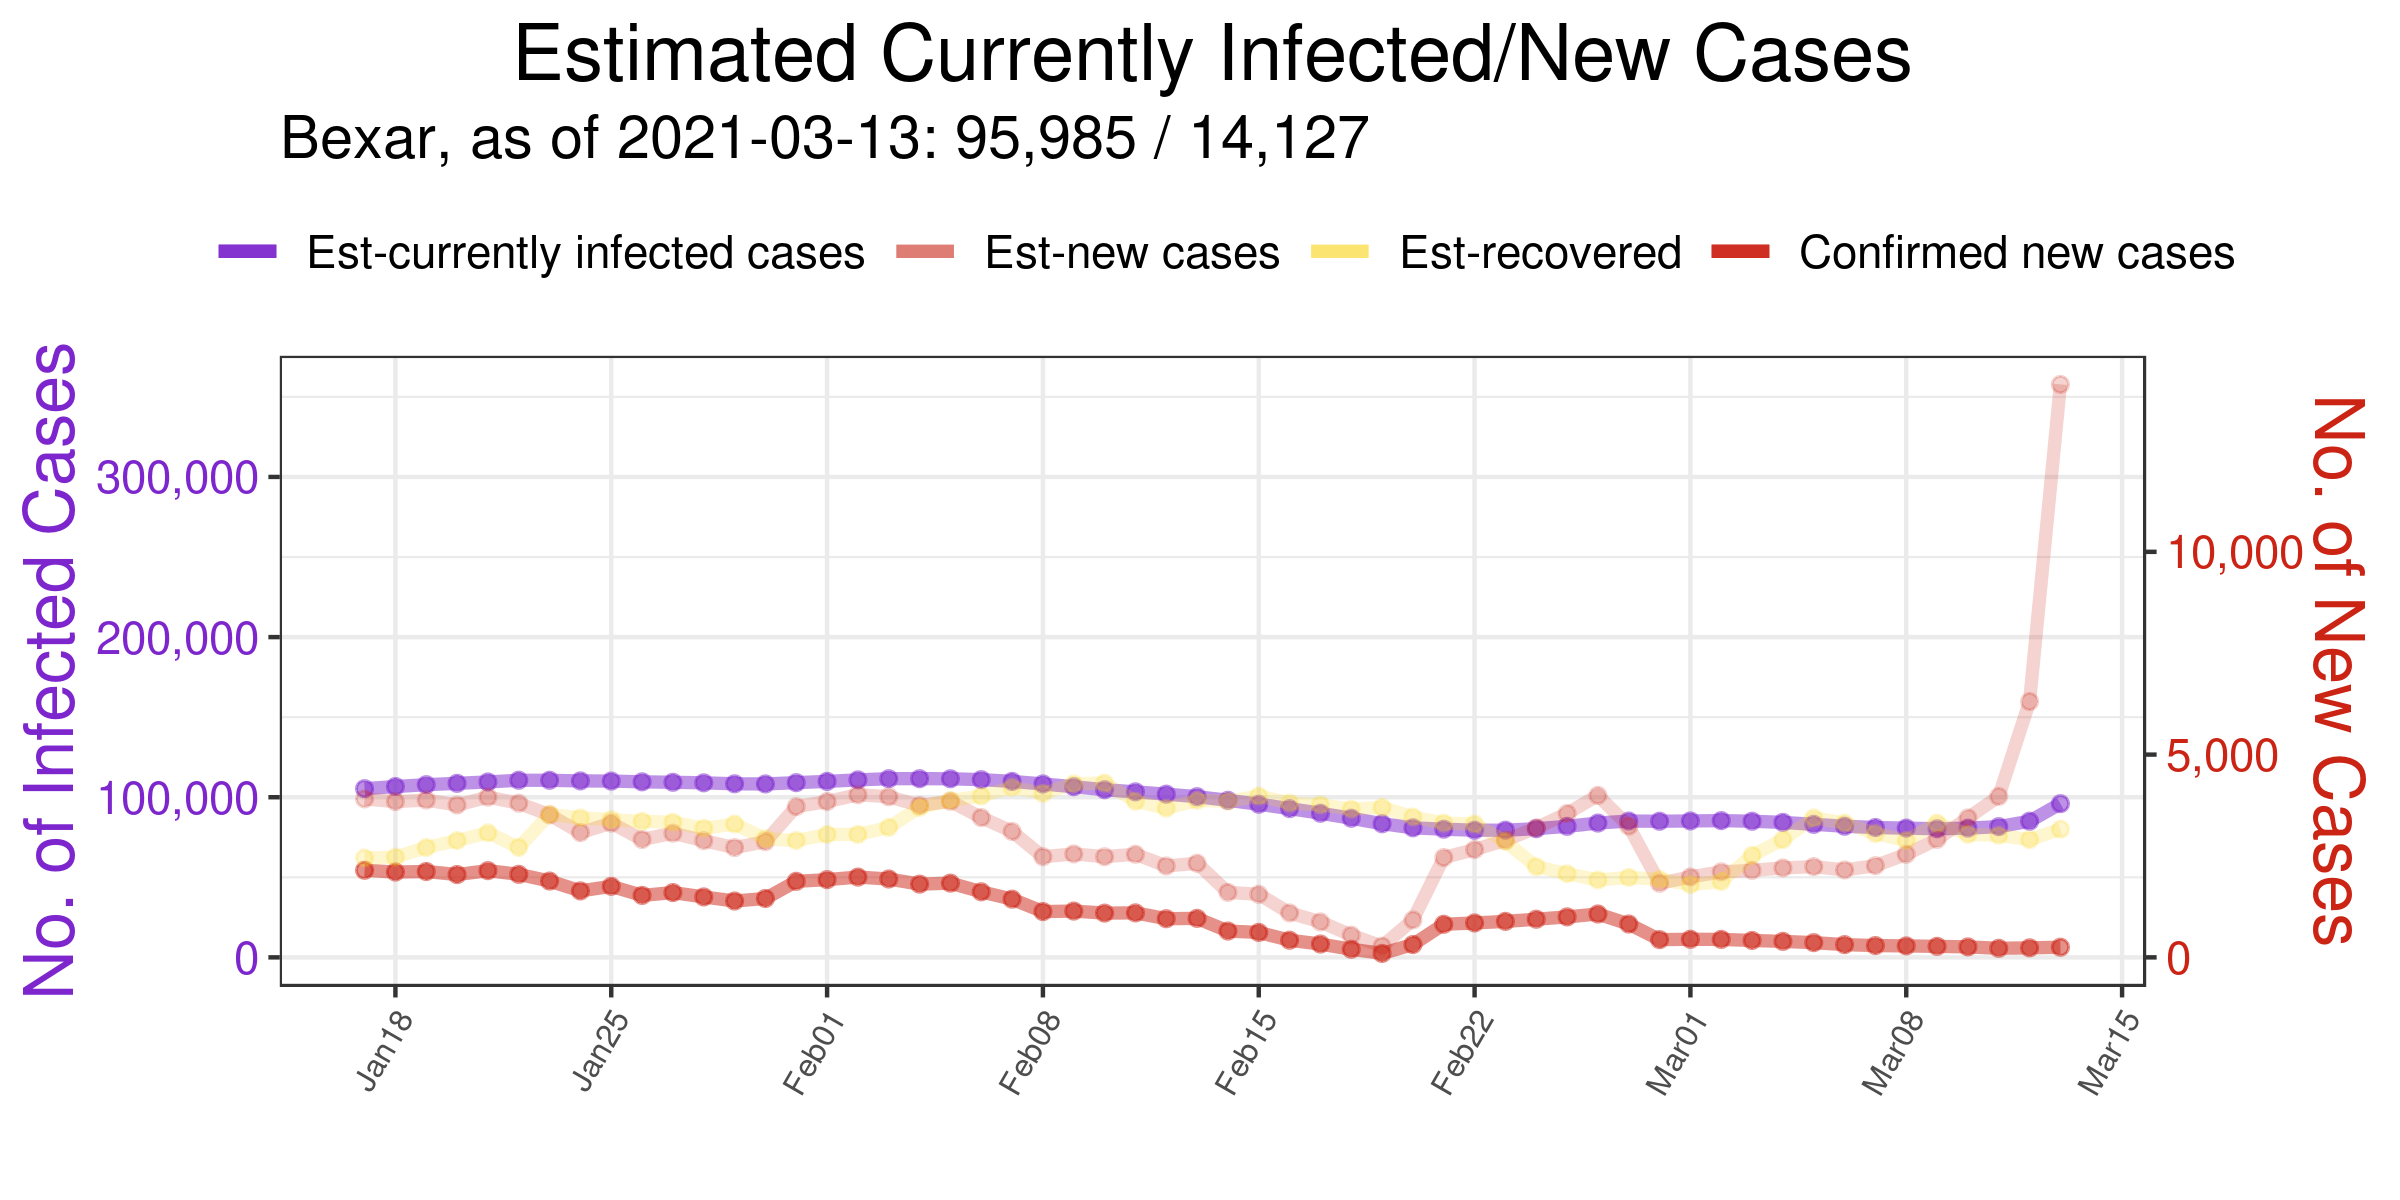 Estimated Currently Infected/New Cases
Bexar, as of 2021-03-13: 95,985 / 14,127
Est-currently infected cases Est-new cases Est-recovered Confirmed new cases
No. of Infected Cases
300,000
200,000
100,000
0
10,000
5,000
0
No. of New Cases
Jan18 Jan25 Feb01 Feb08 Feb15 Feb22 Mar01 Mar08 Mar15